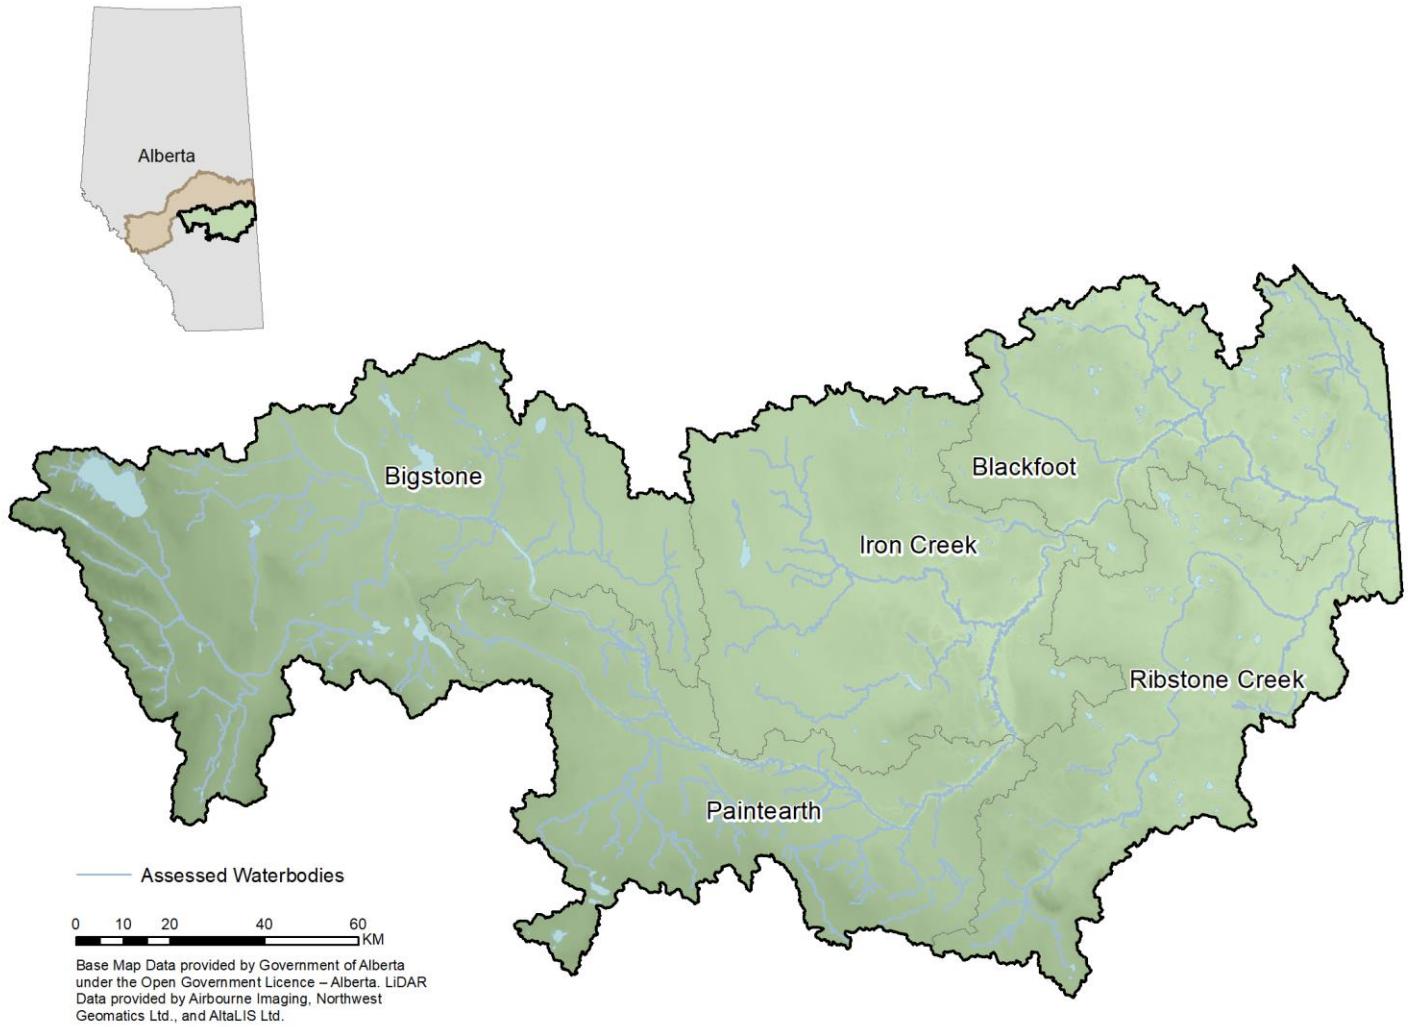 Alberta
Bigstone
Blackfoot
Iron Creek
Ribstone Creek
Paintearth
Assessed Waterbodies
0 10 20 40 60
KM
Base Map Data provided by Government of Alberta
under the Open Government Licence – Alberta. LiDAR
Data provided by Airbourne Imaging, Northwest
Geomatics Ltd., and AltaLIS Ltd.